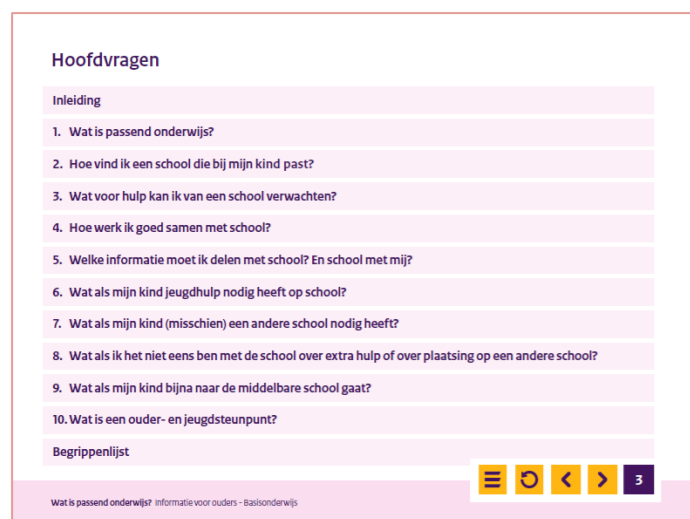 Hoofdvragen
Inleiding
1. Wat is passend onderwijs?
2. Hoe vind ik een school die bij mijn kind past?
3. Wat voor hulp kan ik van een school verwachten?
4. Hoe werk ik goed samen met school?
5. Welke informatie moet ik delen met school? En school met mij?
6. Wat als mijn kind jeugdhulp nodig heeft op school?
7. Wat als mijn kind (misschien) een andere school nodig heeft?
8. Wat als ik het niet eens ben met de school over extra hulp of over plaatsing op een andere school?
9. Wat als mijn kind bijna naar de middelbare school gaat?
10. Wat is een ouder- en jeugdsteunpunt?
Begrippenlijst
3
Wat is passend onderwijs? Informatie voor ouders – Basisonderwijs